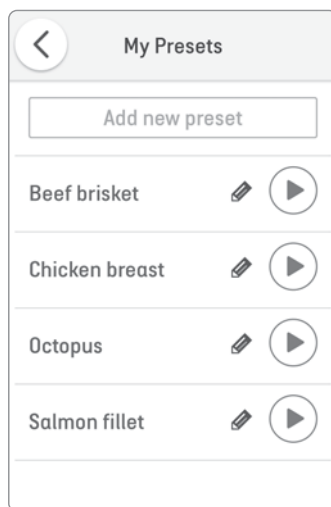 My Presets
Add new preset
Beef brisket
Chicken breast
Octopus
Salmon fillet